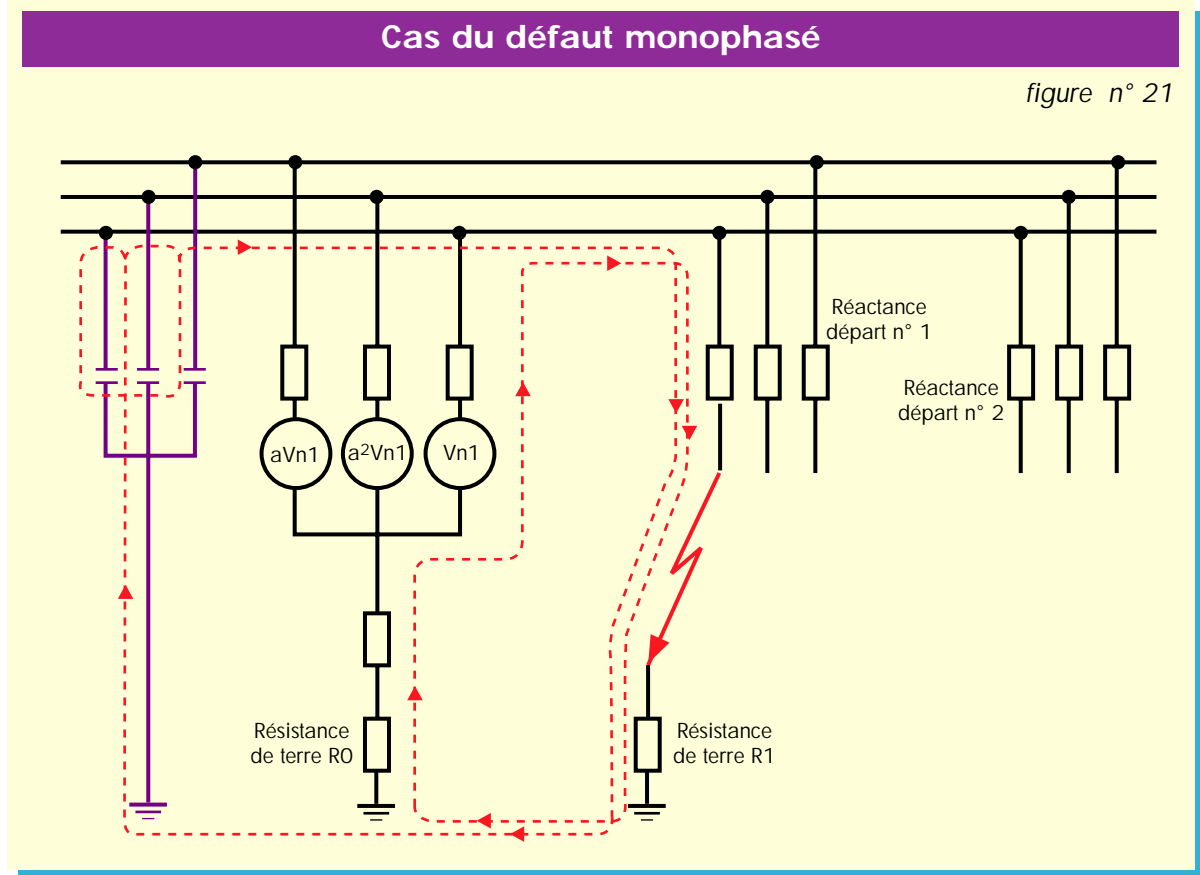 Cas du défaut monophasé
figure n° 21
Réactance
départ n° 1
Réactance
départ n° 2
aVn1
a²Vn1
Vn1
Résistance
de terre R0
Résistance
de terre R1